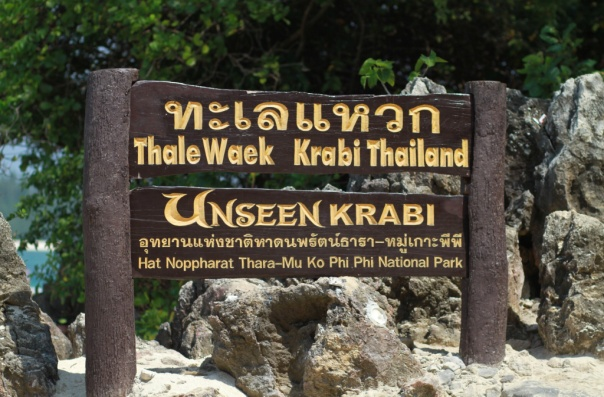 ทะเลแหวก
Thale Waek Krabi Thailand
UNSEEN KRABI
อุทยานแห่งชาติหาดนพรัตน์ธารา-หมู่เกาะพีพี
Hat Noppharat Thara-Mu Ko Phi Phi National Park